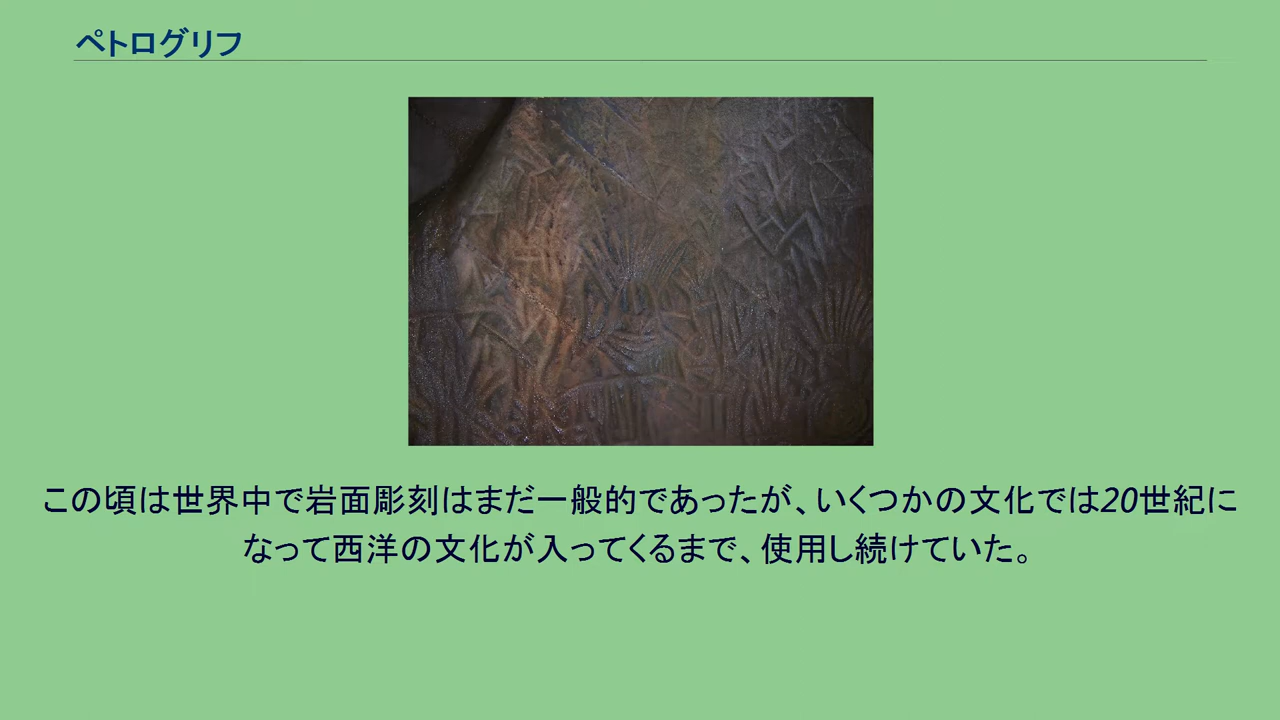 ペトログリフ
この頃は世界中で岩面彫刻はまだ一般的であったが、いくつかの文化では20世紀に
なって西洋の文化が入ってくるまで、使用し続けていた。